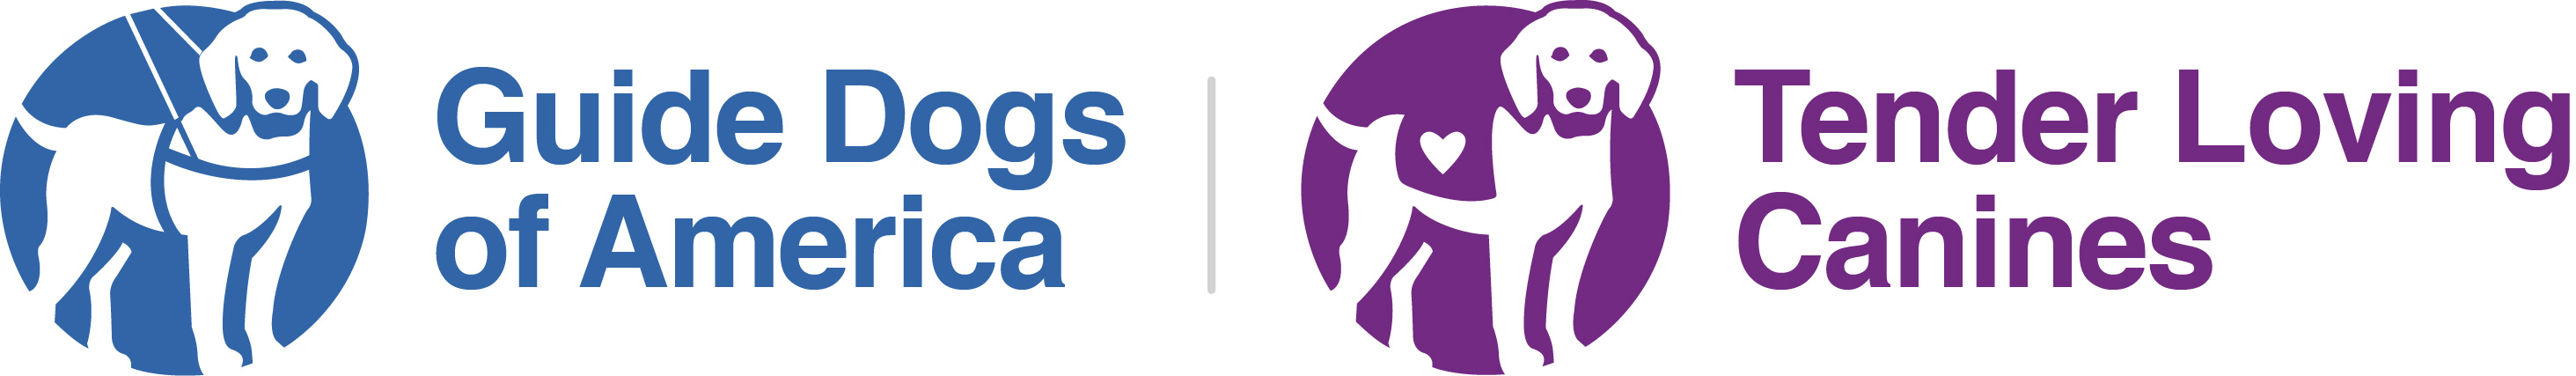 Guide Dogs
of America
Tender Loving
Canines